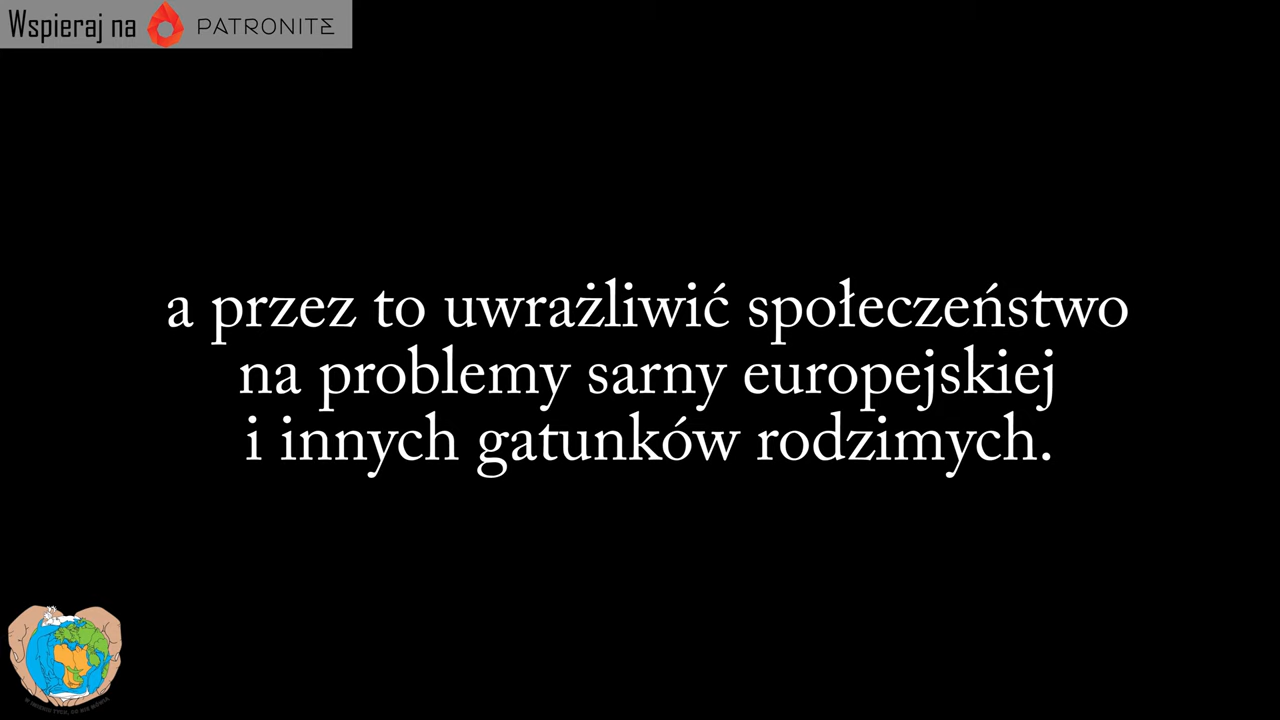 Wspieraj na PATRONITE
a przez to uwrażliwić społeczeństwo
na problemy sarny europejskiej
i innych gatunków rodzimych.